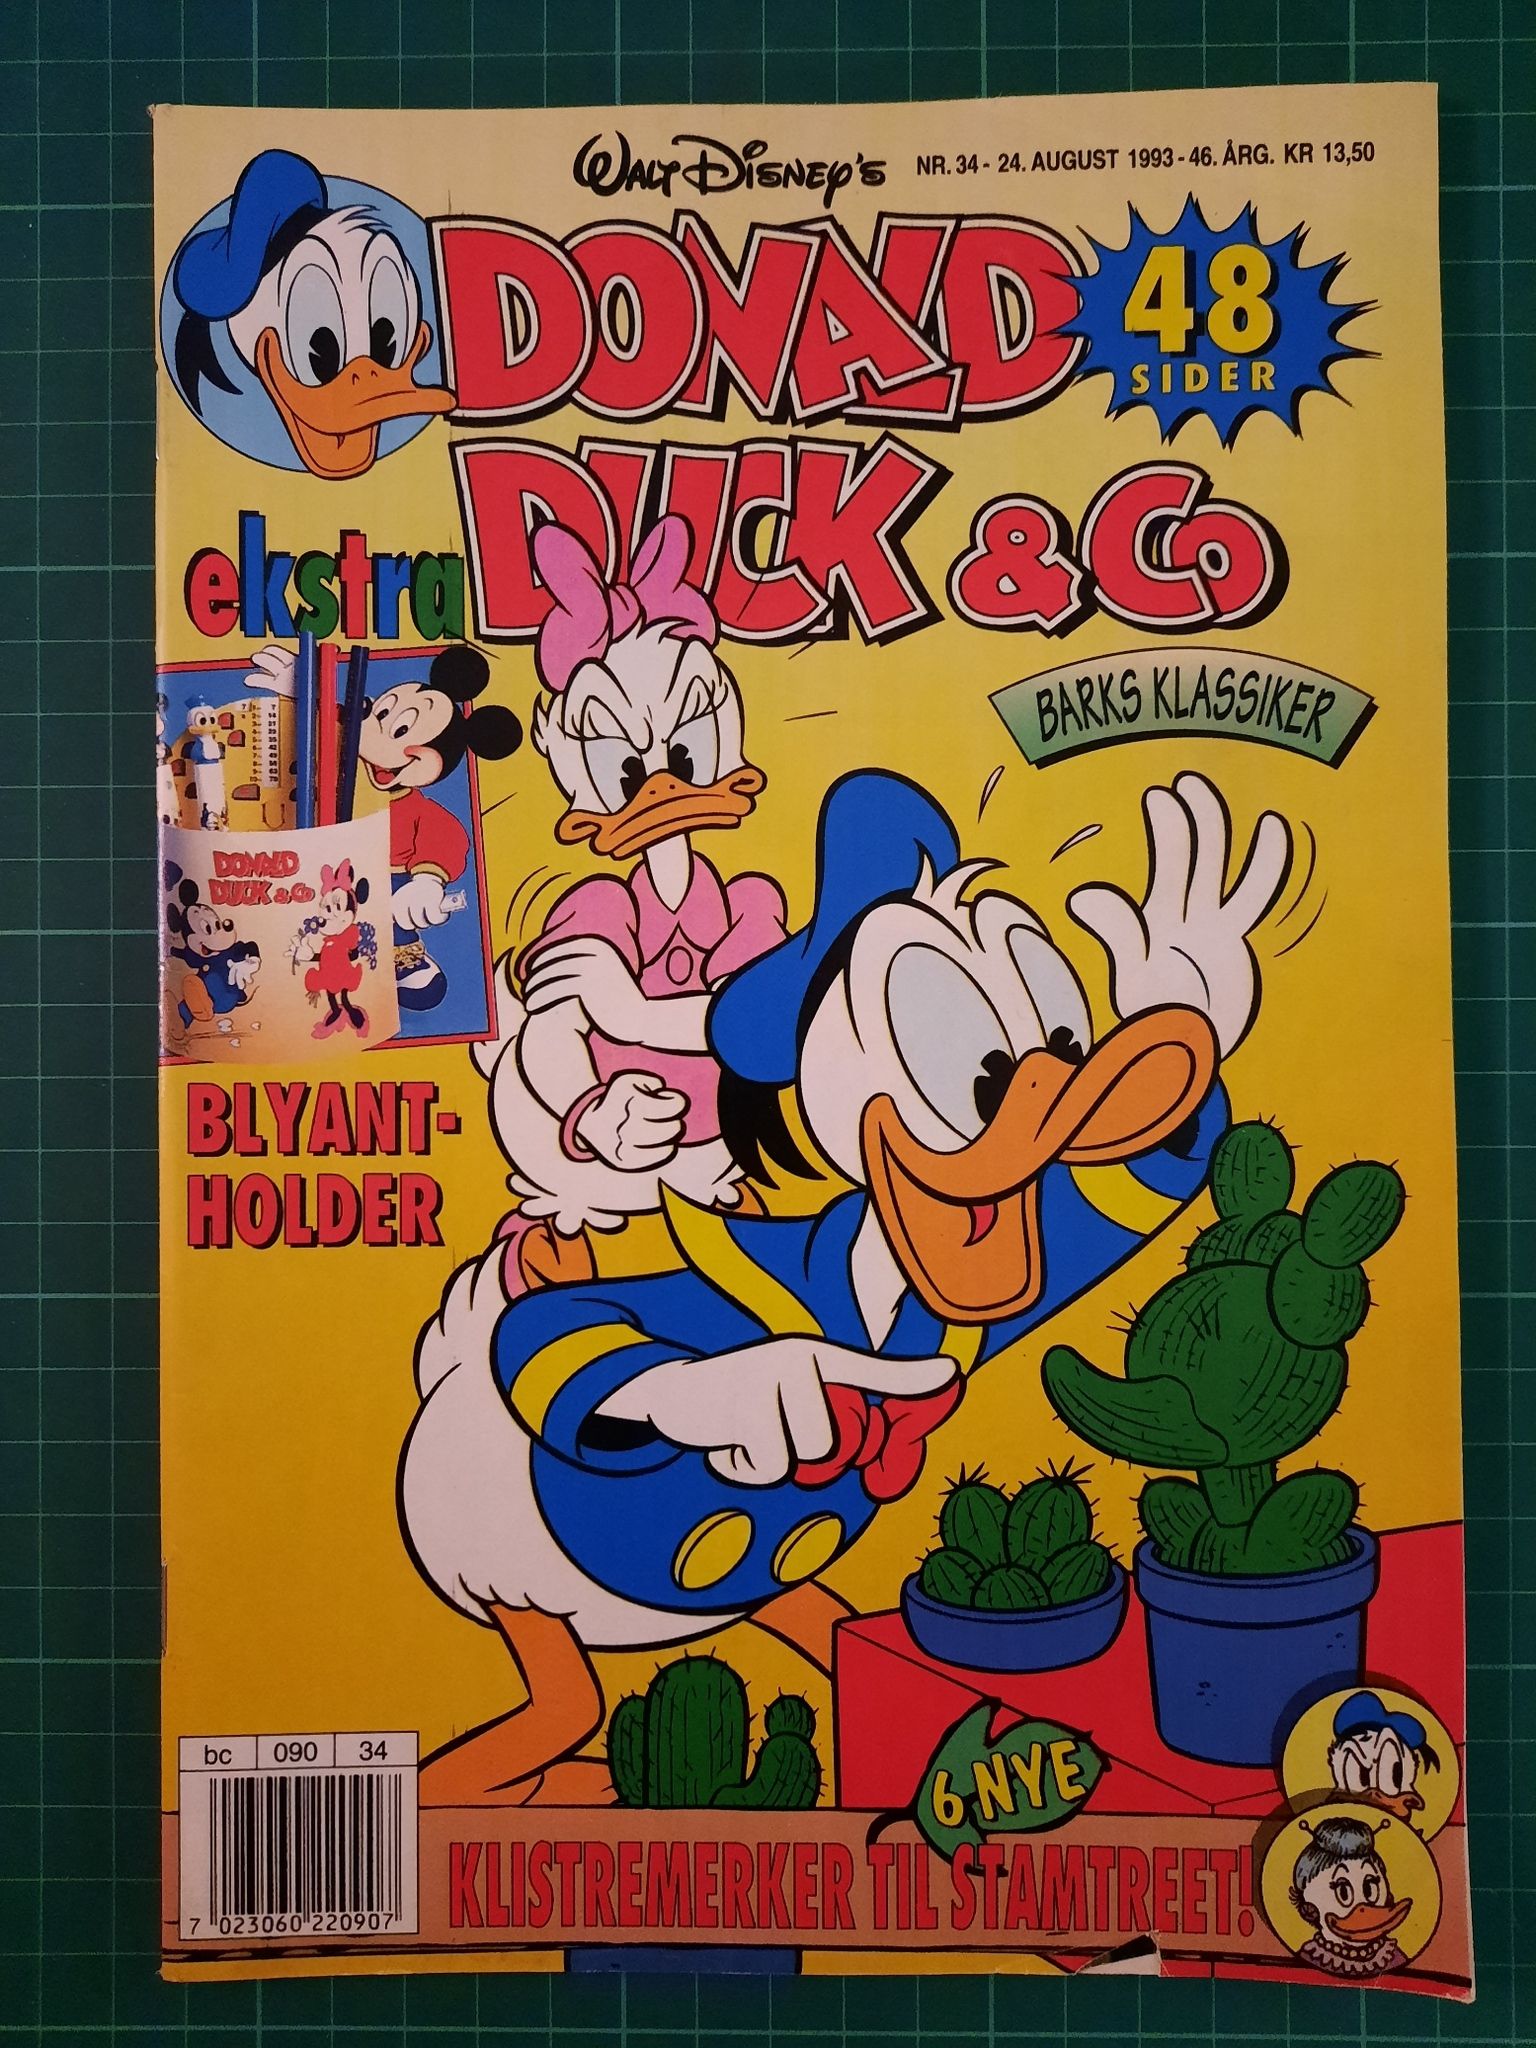 WALT DISNEY'S
NR. 34 - 24. AUGUST 1993 - 46. ÅRG. KR 13,50
DONALD
DUCK & Co
48
SIDER
ekstra
BARKS KLASSIKER
DONALD
DUCK & Co
BLYANT-
HOLDER
6 NYE
KLISTREMERKER TIL STAMTREET!
bc 090 34
7 023060 220907